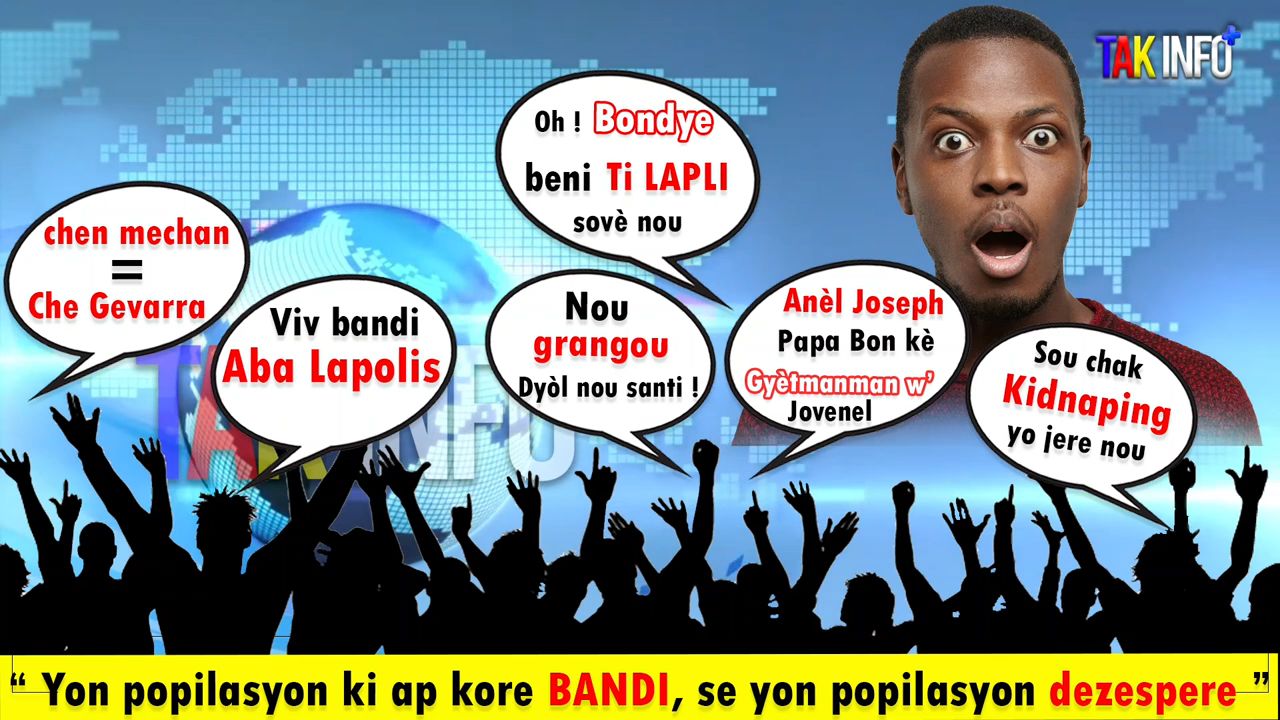 TAK INFO+
Oh ! Bondye
beni Ti LAPLI
sovè nou
chen mechan
=
Che Gevarra
Viv bandi
Aba Lapolis
Nou
grangou
Dyòl nou santi !
Anèl Joseph
Papa Bon kè
Gyètmanman w'
Jovenel
Sou chak
Kidnaping
yo jere nou
TAK INFO
“ Yon popilasyon ki ap kore BANDI, se yon popilasyon dezespere ”